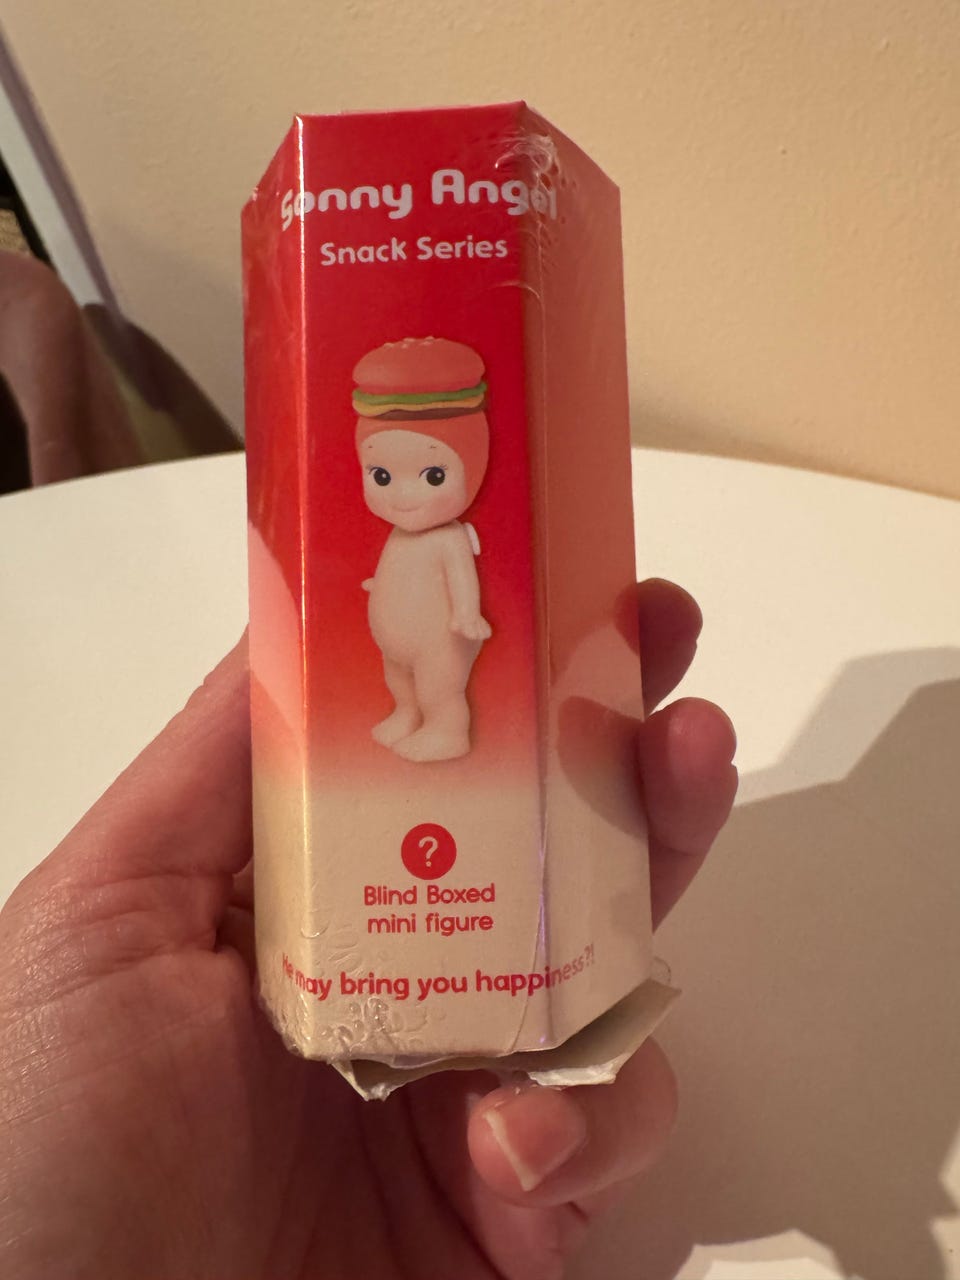 Sonny Angel
Snack Series
?
Blind Boxed
mini figure
He may bring you happiness?!